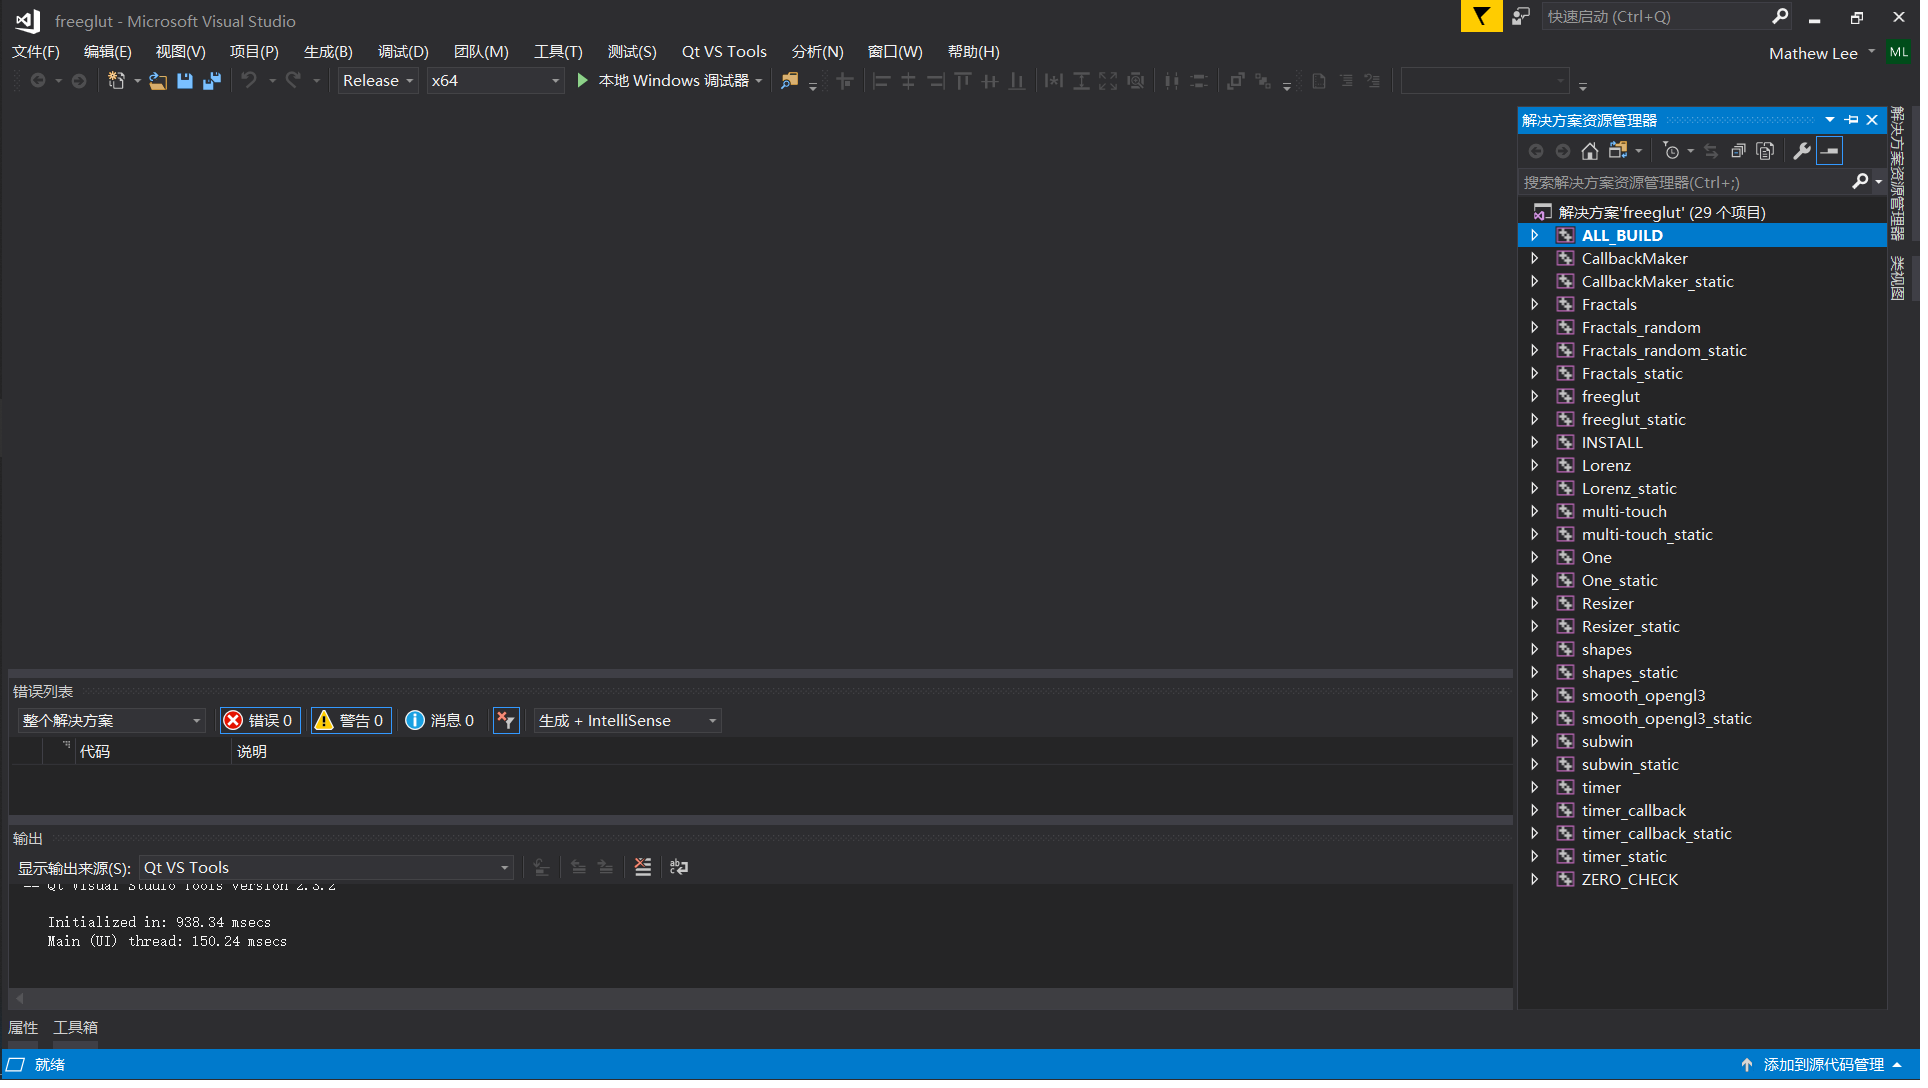 freeglut - Microsoft Visual Studio
快速启动 (Ctrl+Q)
文件(F) 编辑(E) 视图(V) 项目(P) 生成(B) 调试(D) 团队(M) 工具(T) 测试(S) Qt VS Tools 分析(N) 窗口(W) 帮助(H)
Mathew Lee ML
Release x64 本地 Windows 调试器
解决方案资源管理器
搜索解决方案资源管理器(Ctrl+;)
解决方案'freeglut' (29 个项目)
ALL_BUILD
CallbackMaker
CallbackMaker_static
Fractals
Fractals_random
Fractals_random_static
Fractals_static
freeglut
freeglut_static
INSTALL
Lorenz
Lorenz_static
multi-touch
multi-touch_static
One
One_static
Resizer
Resizer_static
shapes
shapes_static
smooth_opengl3
smooth_opengl3_static
subwin
subwin_static
timer
timer_callback
timer_callback_static
timer_static
ZERO_CHECK
解决方案资源管理器
类视图
错误列表
整个解决方案 错误 0 警告 0 消息 0 生成 + IntelliSense
代码 说明
输出
显示输出来源(S): Qt VS Tools
-- Qt Visual Studio Tools version 2.3.2
Initialized in: 938.34 msecs
Main (UI) thread: 150.24 msecs
属性 工具箱
就绪
添加到源代码管理